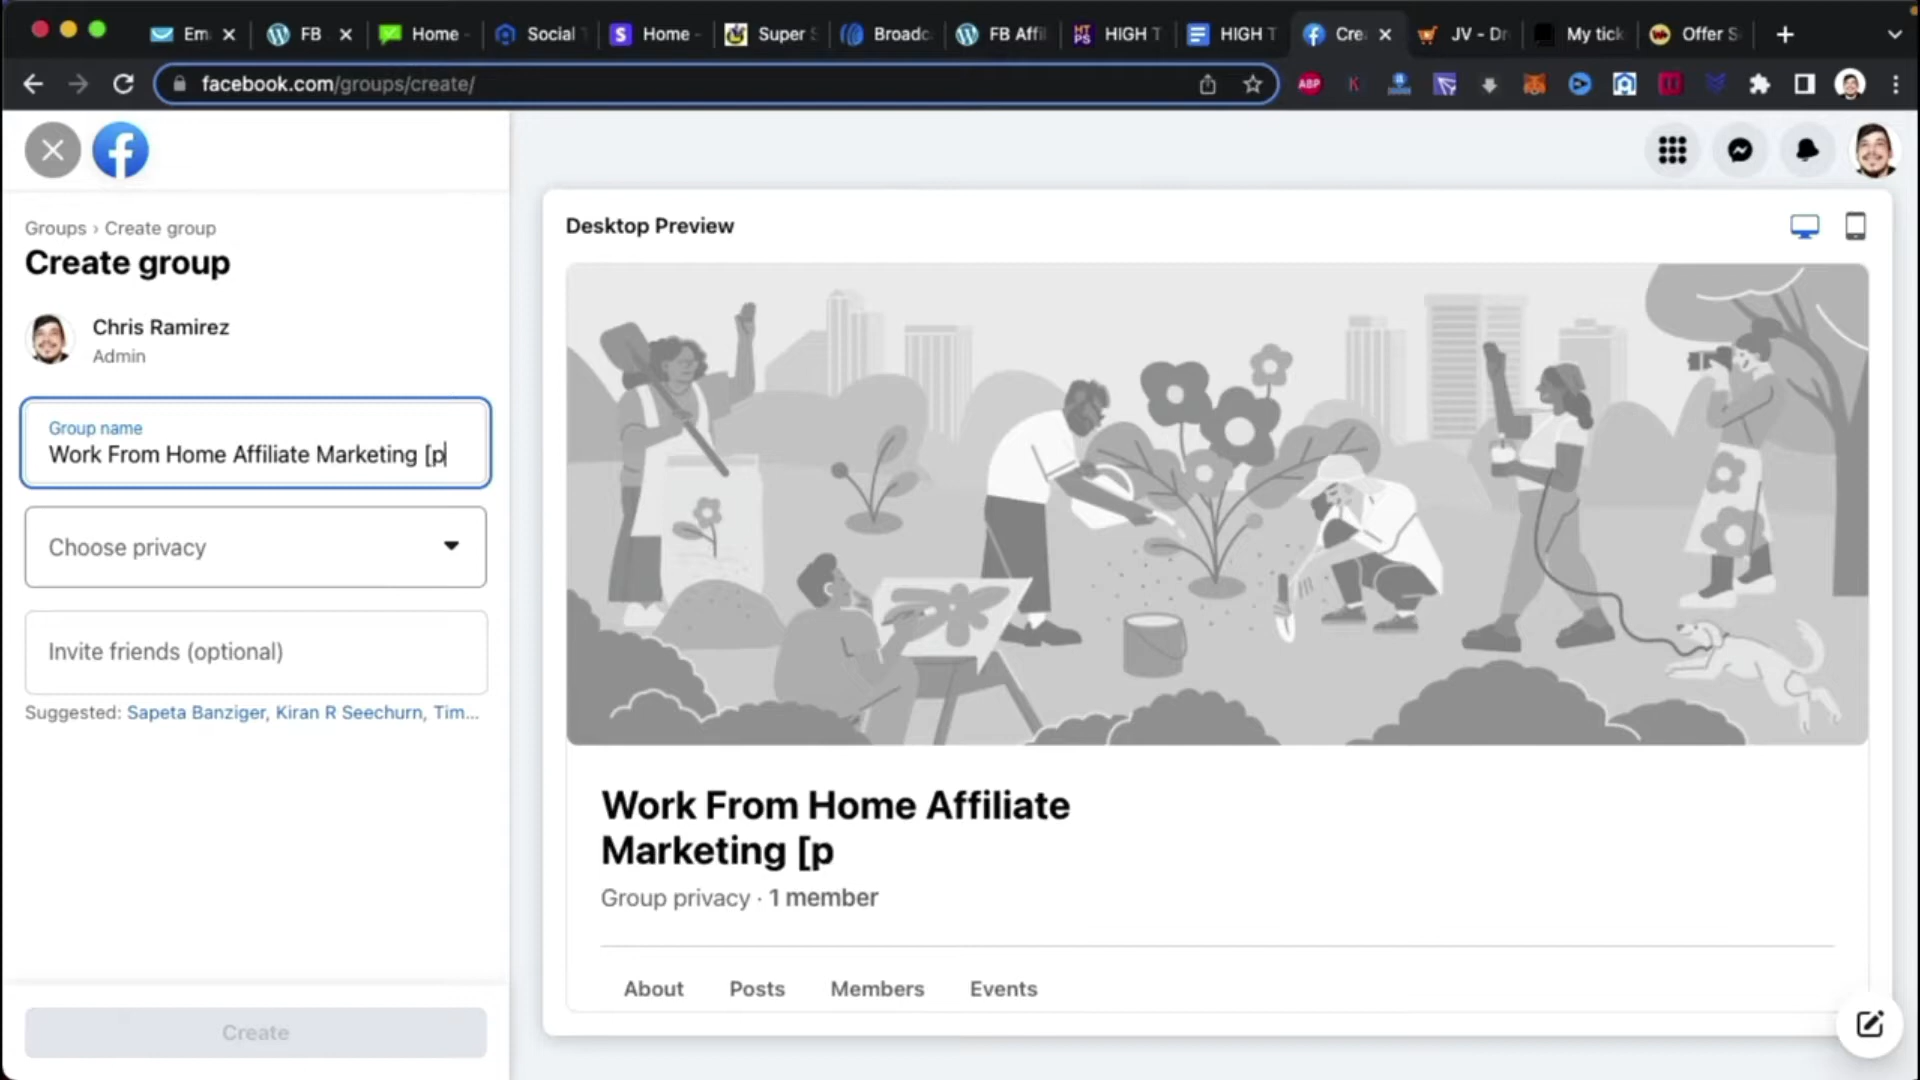 Em
FB
Home
Social
Home
Super
Broadc
FB Affil
HIGH T
HIGH T
Cre
JV - Dr
My tick
Offer S
facebook.com/groups/create/
ABP
Groups › Create group
Create group
Chris Ramirez
Admin
Group name
Work From Home Affiliate Marketing [p
Choose privacy
Invite friends (optional)
Suggested: Sapeta Banziger, Kiran R Seechurn, Tim...
Create
Desktop Preview
Work From Home Affiliate
Marketing [p
Group privacy · 1 member
About Posts Members Events